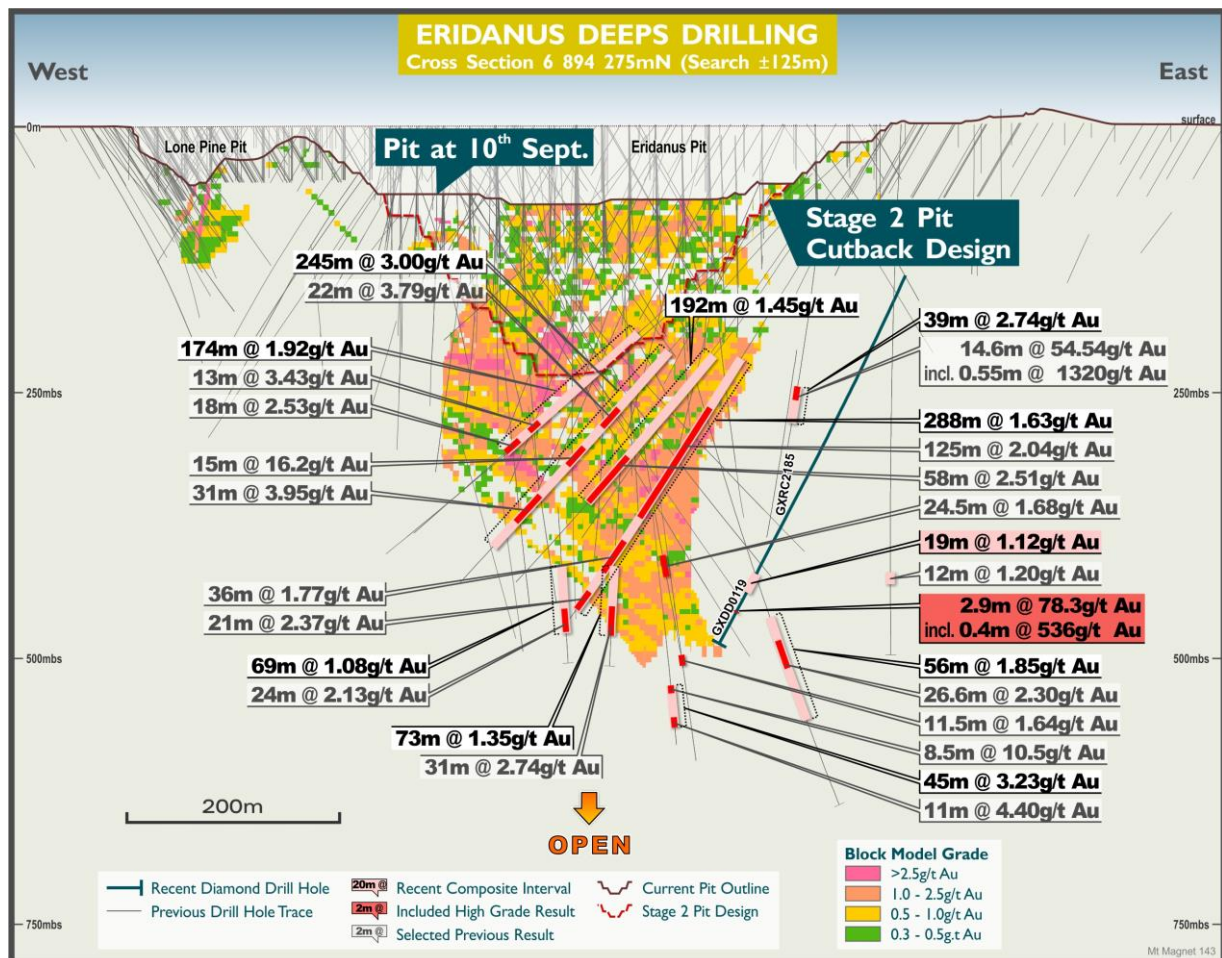 ERIDANUS DEEPS DRILLING
Cross Section 6 894 275mN (Search ±125m)
West
East
0m
surface
Lone Pine Pit
Pit at 10th Sept.
Eridanus Pit
Stage 2 Pit
Cutback Design
245m @ 3.00g/t Au
22m @ 3.79g/t Au
192m @ 1.45g/t Au
174m @ 1.92g/t Au
13m @ 3.43g/t Au
18m @ 2.53g/t Au
15m @ 16.2g/t Au
31m @ 3.95g/t Au
36m @ 1.77g/t Au
21m @ 2.37g/t Au
69m @ 1.08g/t Au
24m @ 2.13g/t Au
73m @ 1.35g/t Au
31m @ 2.74g/t Au
39m @ 2.74g/t Au
14.6m @ 54.54g/t Au
incl. 0.55m @ 1320g/t Au
288m @ 1.63g/t Au
125m @ 2.04g/t Au
58m @ 2.51g/t Au
24.5m @ 1.68g/t Au
19m @ 1.12g/t Au
12m @ 1.20g/t Au
2.9m @ 78.3g/t Au
incl. 0.4m @ 536g/t Au
56m @ 1.85g/t Au
26.6m @ 2.30g/t Au
11.5m @ 1.64g/t Au
8.5m @ 10.5g/t Au
45m @ 3.23g/t Au
11m @ 4.40g/t Au
250mbs
250mbs
500mbs
500mbs
750mbs
750mbs
GXRC2185
GXDD0119
200m
OPEN
Recent Diamond Drill Hole
Previous Drill Hole Trace
20m @
Recent Composite Interval
2m @
Included High Grade Result
2m @
Selected Previous Result
Current Pit Outline
Stage 2 Pit Design
Block Model Grade
>2.5g/t Au
1.0 - 2.5g/t Au
0.5 - 1.0g/t Au
0.3 - 0.5g.t Au
Mt Magnet 143